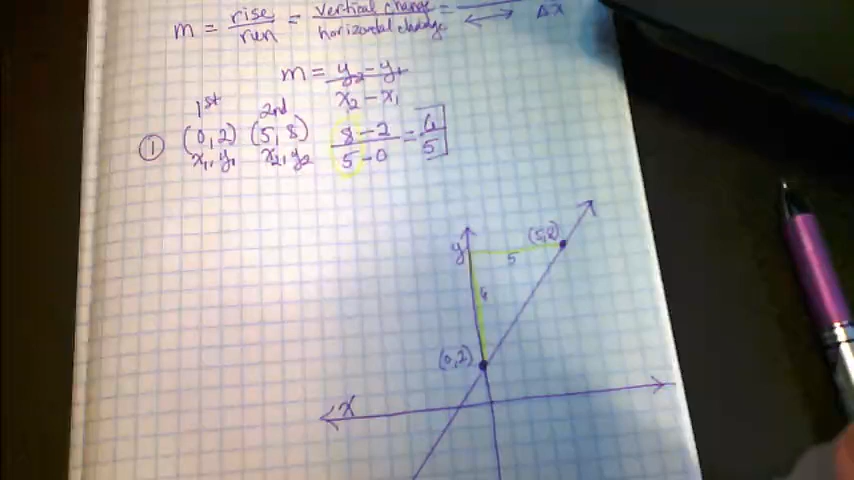 m = rise/run = vertical change/horizontal change = Δx
m = y₂ - y₁ / x₂ - x₁
1st 2nd
① (0,2) (5,8) 8-2/5-0 = 6/5
x₁, y₁ x₂, y₂
y (5,8)
5
6
(0,2)
x